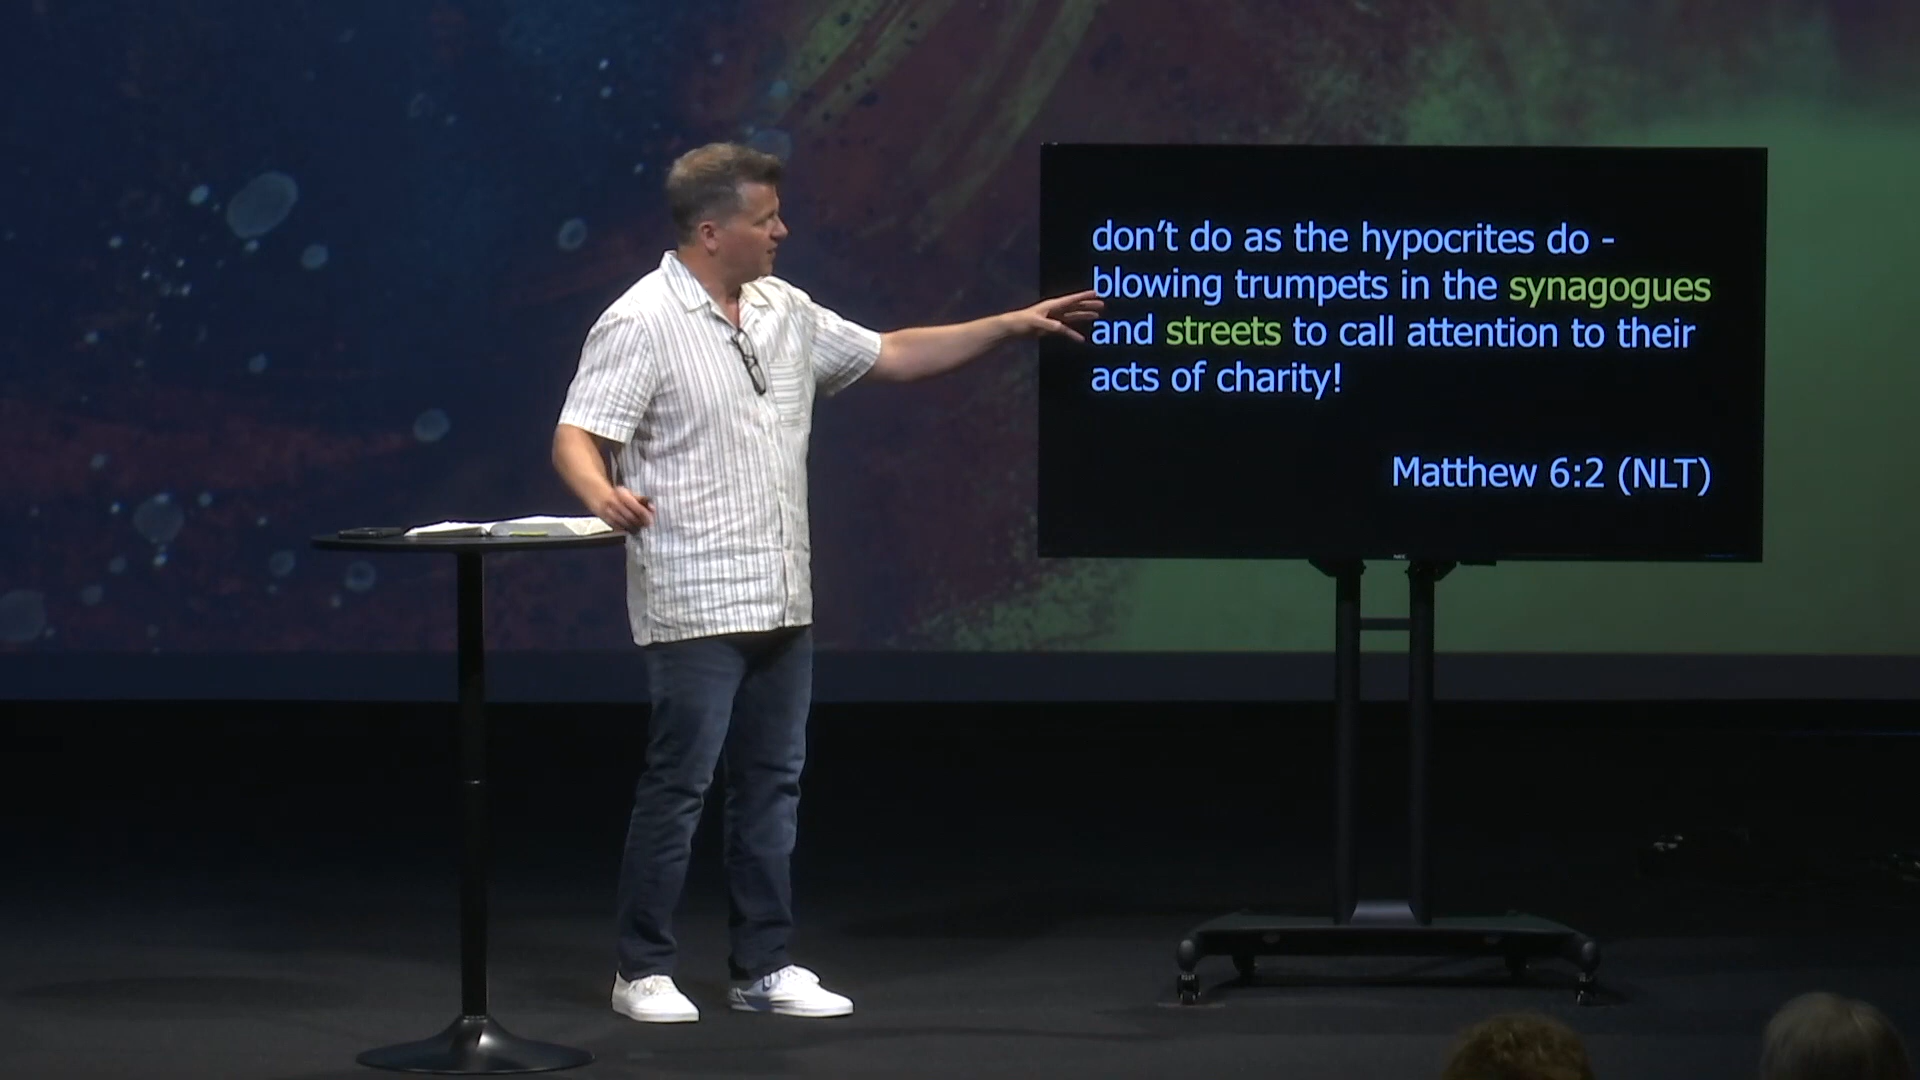 don't do as the hypocrites do -
blowing trumpets in the synagogues
and streets to call attention to their
acts of charity!
Matthew 6:2 (NLT)